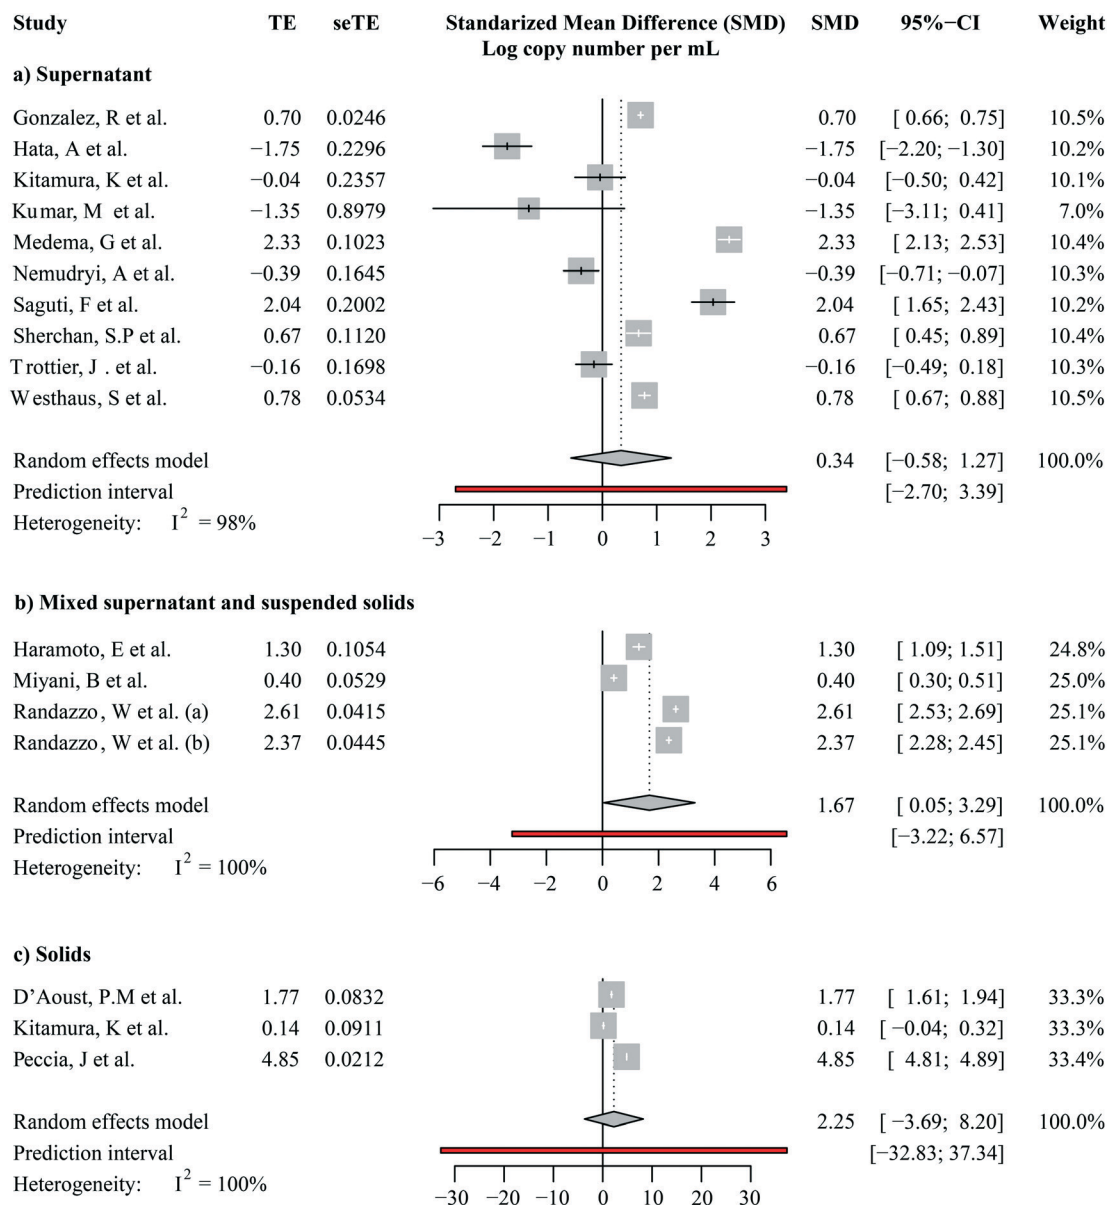 Study TE seTE Standarized Mean Difference (SMD) SMD 95%−CI Weight
Log copy number per mL
a) Supernatant
Gonzalez, R et al. 0.70 0.0246 0.70 [ 0.66; 0.75] 10.5%
Hata, A et al. −1.75 0.2296 −1.75 [−2.20; −1.30] 10.2%
Kitamura, K et al. −0.04 0.2357 −0.04 [−0.50; 0.42] 10.1%
Kumar, M et al. −1.35 0.8979 −1.35 [−3.11; 0.41] 7.0%
Medema, G et al. 2.33 0.1023 2.33 [ 2.13; 2.53] 10.4%
Nemudryi, A et al. −0.39 0.1645 −0.39 [−0.71; −0.07] 10.3%
Saguti, F et al. 2.04 0.2002 2.04 [ 1.65; 2.43] 10.2%
Sherchan, S.P et al. 0.67 0.1120 0.67 [ 0.45; 0.89] 10.4%
Trottier, J . et al. −0.16 0.1698 −0.16 [−0.49; 0.18] 10.3%
Westhaus, S et al. 0.78 0.0534 0.78 [ 0.67; 0.88] 10.5%
Random effects model 0.34 [−0.58; 1.27] 100.0%
Prediction interval [−2.70; 3.39]
Heterogeneity: I2 = 98%
−3 −2 −1 0 1 2 3
b) Mixed supernatant and suspended solids
Haramoto, E et al. 1.30 0.1054 1.30 [ 1.09; 1.51] 24.8%
Miyani, B et al. 0.40 0.0529 0.40 [ 0.30; 0.51] 25.0%
Randazzo, W et al. (a) 2.61 0.0415 2.61 [ 2.53; 2.69] 25.1%
Randazzo, W et al. (b) 2.37 0.0445 2.37 [ 2.28; 2.45] 25.1%
Random effects model 1.67 [ 0.05; 3.29] 100.0%
Prediction interval [−3.22; 6.57]
Heterogeneity: I2 = 100%
−6 −4 −2 0 2 4 6
c) Solids
D’Aoust, P.M et al. 1.77 0.0832 1.77 [ 1.61; 1.94] 33.3%
Kitamura, K et al. 0.14 0.0911 0.14 [ −0.04; 0.32] 33.3%
Peccia, J et al. 4.85 0.0212 4.85 [ 4.81; 4.89] 33.4%
Random effects model 2.25 [ −3.69; 8.20] 100.0%
Prediction interval [−32.83; 37.34]
Heterogeneity: I2 = 100%
−30 −20 −10 0 10 20 30